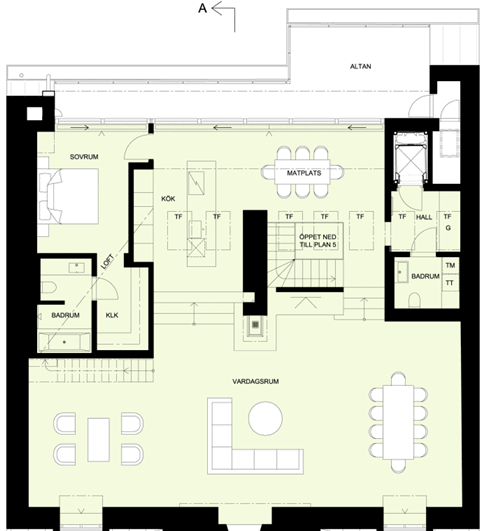 A
ALTAN
SOVRUM
MATPLATS
KÖK
TF
TF
TF
TF
TF
TF
HALL
TF
G
ÖPPET NED
TILL PLAN 5
LOFT
BADRUM
TM
TT
BADRUM
KLK
VARDAGSRUM